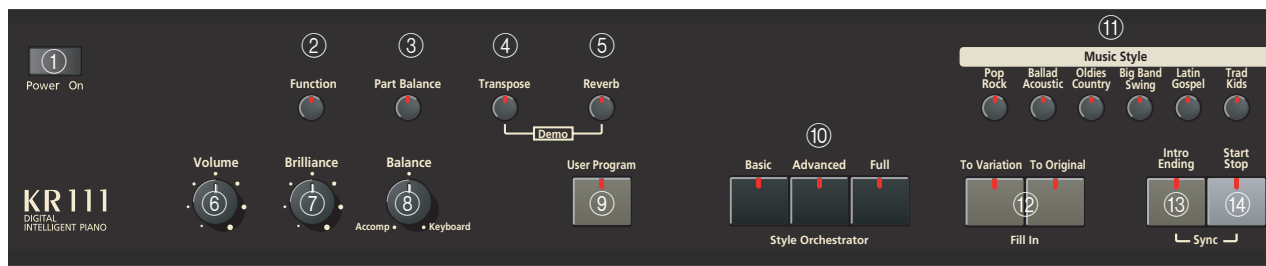 ①
Power On
②
Function
③
Part Balance
④
Transpose
⑤
Reverb
Demo
Volume
⑥
Brilliance
⑦
Balance
⑧
Accomp
Keyboard
KR111
DIGITAL
INTELLIGENT PIANO
User Program
⑨
⑩
Basic
Advanced
Full
Style Orchestrator
⑪
Music Style
Pop
Rock
Ballad
Acoustic
Oldies
Country
Big Band
Swing
Latin
Gospel
Trad
Kids
To Variation
To Original
⑫
Fill In
Intro
Ending
⑬
Start
Stop
⑭
Sync